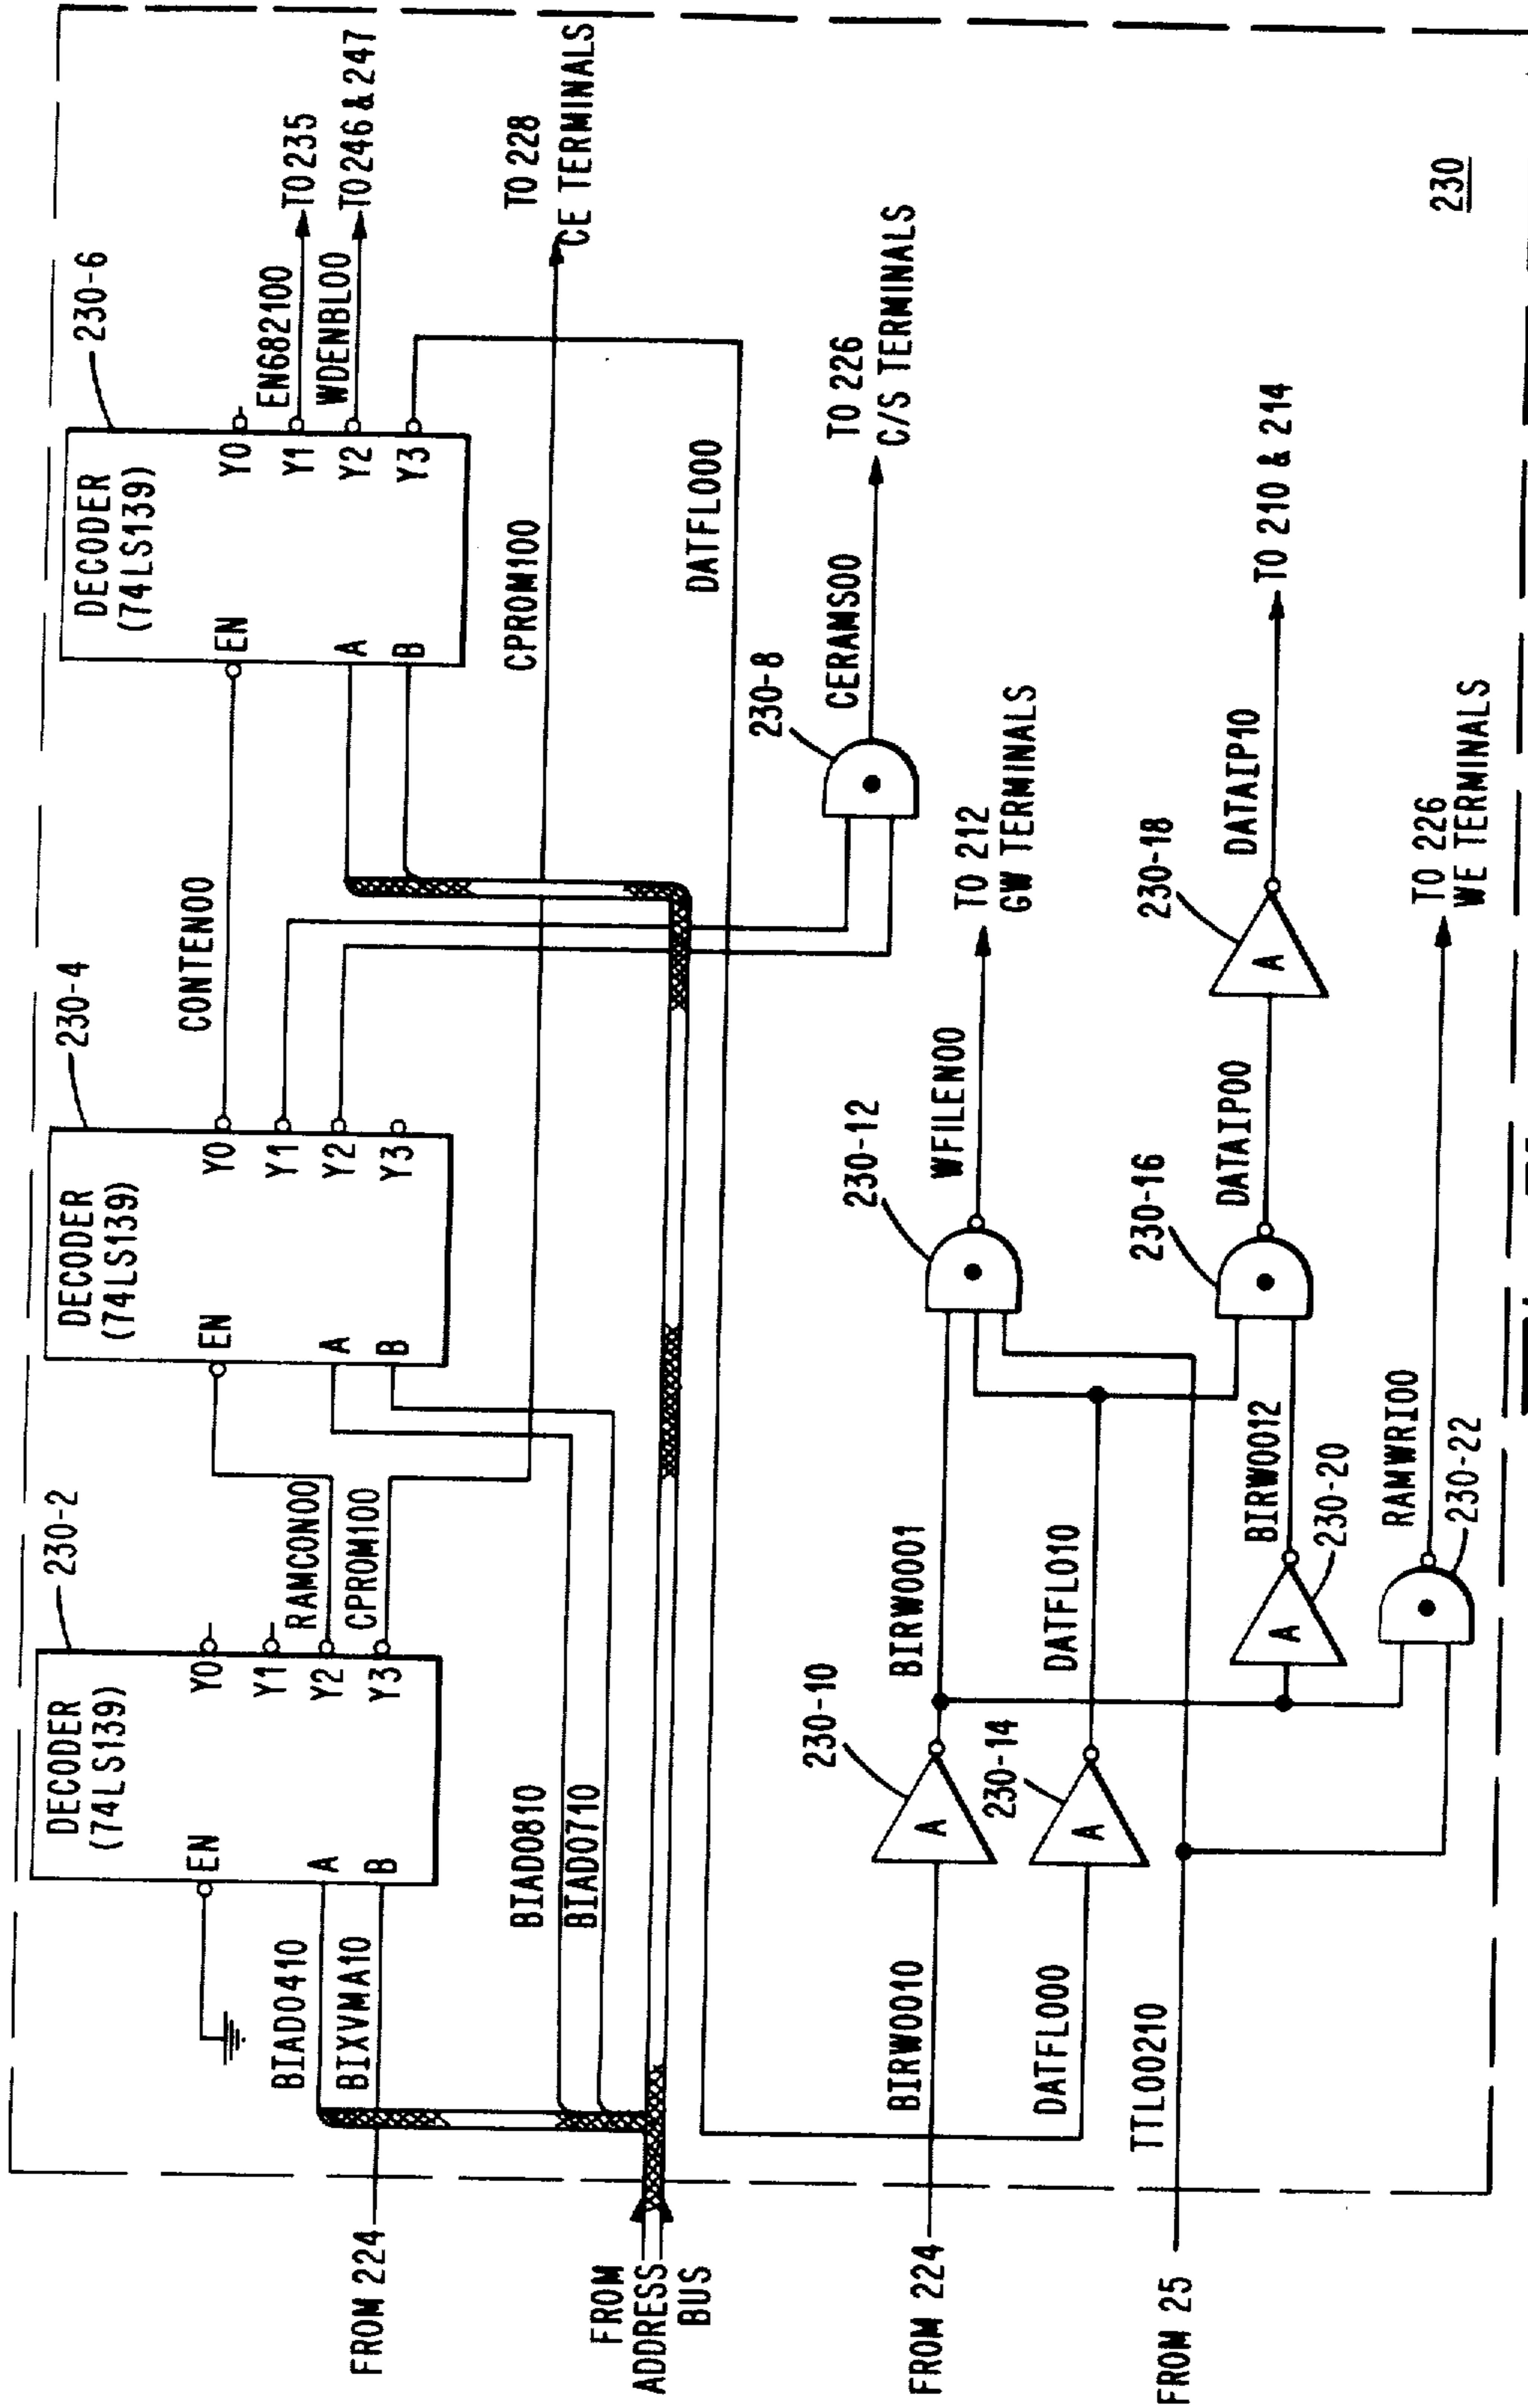 DECODER
(74LS139)
230-2
EN
A
B
Y0
Y1
Y2
Y3
BIAD0410
BIXVMA10
RAMCON00
CPROM100
FROM 224
DECODER
(74LS139)
230-4
EN
A
B
Y0
Y1
Y2
Y3
CONTEN00
DECODER
(74LS139)
230-6
EN
A
B
Y0
Y1
Y2
Y3
EN682100
TO 235
WDENBL00
TO 246 & 247
CPROM100
TO 228
CE TERMINALS
BIAD0810
BIAD0710
FROM
ADDRESS
BUS
DATFL000
230-8
CERAMS00
TO 226
C/S TERMINALS
FROM 224
BIRW0010
230-10
A
BIRW0001
230-12
WFILEN00
TO 212
GW TERMINALS
DATFL000
230-14
A
DATFL010
230-16
DATAIP00
230-18
A
DATAIP10
TO 210 & 214
FROM 25
TTL00210
A
230-20
BIRW0012
230-22
RAMWRI00
TO 226
WE TERMINALS
230